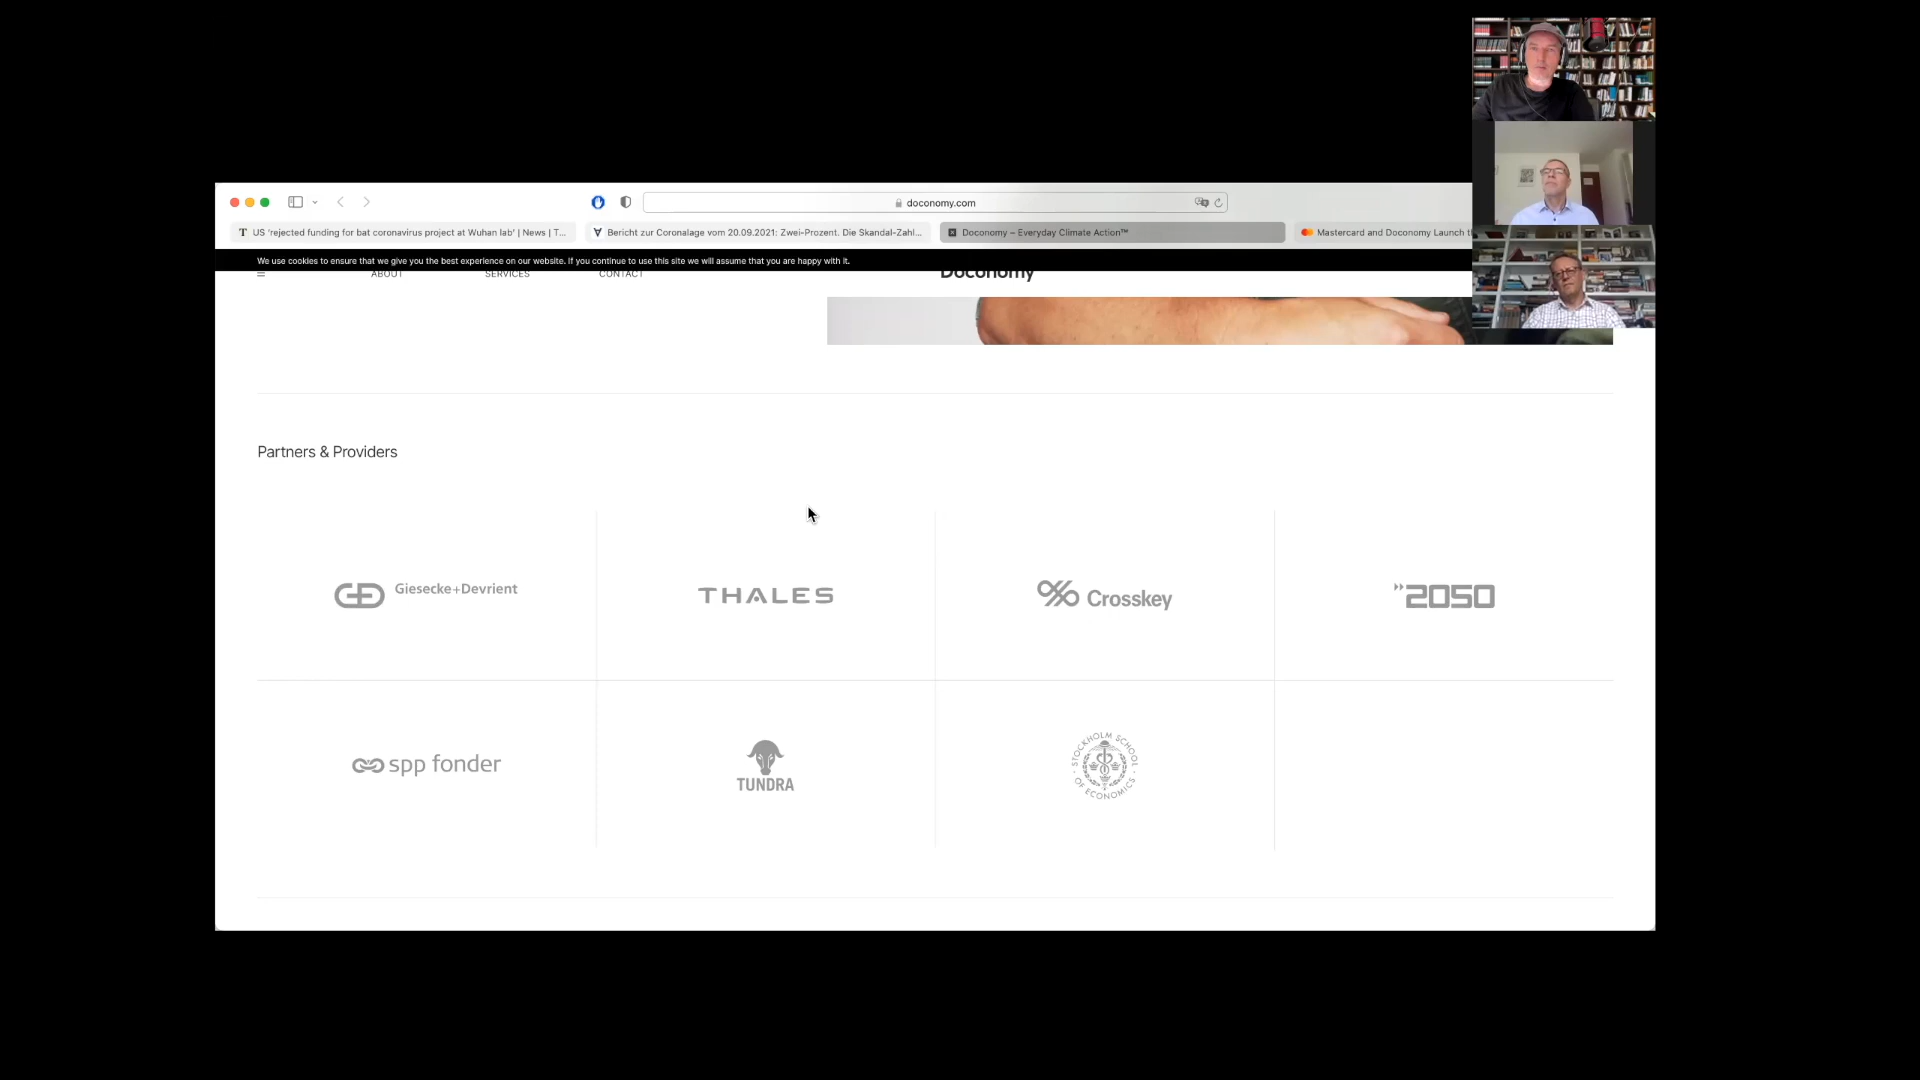 doconomy.com
US 'rejected funding for bat coronavirus project at Wuhan lab' | News | T...
Bericht zur Coronalage vom 20.09.2021: Zwei-Prozent. Die Skandal-Zahl...
Doconomy – Everyday Climate Action™
Mastercard and Doconomy Launch t
We use cookies to ensure that we give you the best experience on our website. If you continue to use this site we will assume that you are happy with it.
ABOUT
SERVICES
CONTACT
Doconomy
Partners & Providers
Giesecke+Devrient
THALES
Crosskey
2050
spp fonder
TUNDRA
STOCKHOLM SCHOOL OF ECONOMICS